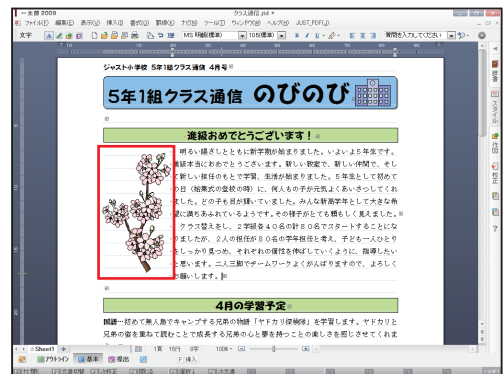 一太郎 2009
クラス通信.jtd *
ファイル(F) 編集(E) 表示(V) 挿入(I) 書式(O) 罫線(K) ﾅﾋﾞ(N) ツール(T) ウィンドウ(W) ヘルプ(H) JUST_PDF(J)
文字
MS 明朝(標準)
10.5(標準)
質問を入力してください
ジャスト小学校 5年1組クラス通信 4月号
5年1組クラス通信 のびのび
進級おめでとうございます！
明るい陽ざしとともに新学期が始まりました。いよいよ5年生です。
進級本当におめでとうございます。新しい教室で、新しい仲間で、そし
て新しい担任のもとで学習、生活が始まりました。5年生として初めて
の日（始業式の登校の時）に、何人もの子が元気よくあいさつしてくれ
ました。どの子も目が輝いていました。みんな新高学年として大きな希
望に満ちあふれているようです。その様子がとても頼もしく見えました。
クラス替えをし、2学級各40名の計80名でスタートすることにな
りましたが、2人の担任が80名の学年担任と考え、子ども一人ひとり
をしっかり見つめ、それぞれの個性を伸ばしていくように、指導したい
と思います。二人三脚でチームワークよくがんばりますので、よろしく
お願いします。
4月の学習予定
国語…初めて無人島でキャンプする兄弟の物語「ヤドカリ探検隊」を学習します。ヤドカリと
兄弟の姿を重ねて読むことで成長する兄弟の心と夢を持つことの楽しさを感じさせてくれま
辞書
スタイル
作図
校正
Sheet1
1頁 15行 8字
100%
アウトライン
基本
提出
挿入